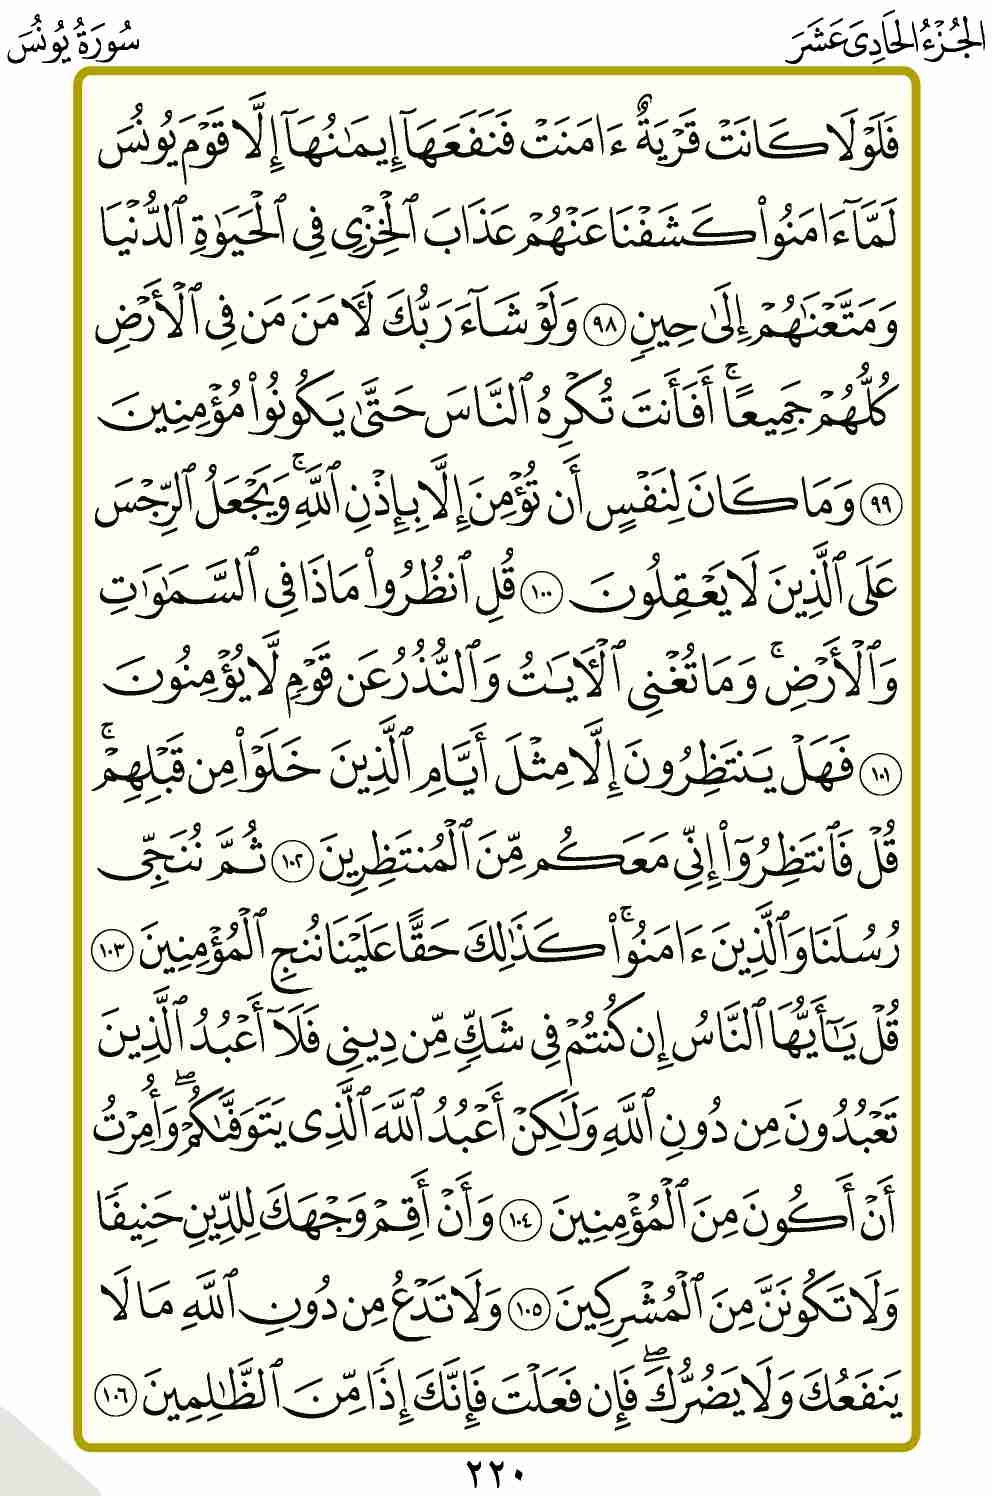 الجُزْءُ الحَادِىَ عَشَرَ
سُورَةُ يُونُسَ
فَلَوْلَا كَانَتْ قَرْيَةٌ ءَامَنَتْ فَنَفَعَهَآ إِيمَٰنُهَآ إِلَّا قَوْمَ يُونُسَ
لَمَّآ ءَامَنُوا۟ كَشَفْنَا عَنْهُمْ عَذَابَ ٱلْخِزْىِ فِى ٱلْحَيَوٰةِ ٱلدُّنْيَا
وَمَتَّعْنَٰهُمْ إِلَىٰ حِينٍ ٩٨ وَلَوْ شَآءَ رَبُّكَ لَـَٔامَنَ مَن فِى ٱلْأَرْضِ
كُلُّهُمْ جَمِيعًا ۚ أَفَأَنتَ تُكْرِهُ ٱلنَّاسَ حَتَّىٰ يَكُونُوا۟ مُؤْمِنِينَ
٩٩ وَمَا كَانَ لِنَفْسٍ أَن تُؤْمِنَ إِلَّا بِإِذْنِ ٱللَّهِ ۚ وَيَجْعَلُ ٱلرِّجْسَ
عَلَى ٱلَّذِينَ لَا يَعْقِلُونَ ١٠٠ قُلِ ٱنظُرُوا۟ مَاذَا فِى ٱلسَّمَٰوَٰتِ
وَٱلْأَرْضِ ۚ وَمَا تُغْنِى ٱلْـَٔايَٰتُ وَٱلنُّذُرُ عَن قَوْمٍ لَّا يُؤْمِنُونَ
١٠١ فَهَلْ يَنتَظِرُونَ إِلَّا مِثْلَ أَيَّامِ ٱلَّذِينَ خَلَوْا۟ مِن قَبْلِهِمْ ۚ
قُلْ فَٱنتَظِرُوٓا۟ إِنِّى مَعَكُم مِّنَ ٱلْمُنتَظِرِينَ ١٠٢ ثُمَّ نُنَجِّى
رُسُلَنَا وَٱلَّذِينَ ءَامَنُوا۟ ۚ كَذَٰلِكَ حَقًّا عَلَيْنَا نُنجِ ٱلْمُؤْمِنِينَ ١٠٣
قُلْ يَٰٓأَيُّهَا ٱلنَّاسُ إِن كُنتُمْ فِى شَكٍّ مِّن دِينِى فَلَآ أَعْبُدُ ٱلَّذِينَ
تَعْبُدُونَ مِن دُونِ ٱللَّهِ وَلَٰكِنْ أَعْبُدُ ٱللَّهَ ٱلَّذِى يَتَوَفَّىٰكُمْ ۖ وَأُمِرْتُ
أَنْ أَكُونَ مِنَ ٱلْمُؤْمِنِينَ ١٠٤ وَأَنْ أَقِمْ وَجْهَكَ لِلدِّينِ حَنِيفًا
وَلَا تَكُونَنَّ مِنَ ٱلْمُشْرِكِينَ ١٠٥ وَلَا تَدْعُ مِن دُونِ ٱللَّهِ مَا لَا
يَنفَعُكَ وَلَا يَضُرُّكَ ۖ فَإِن فَعَلْتَ فَإِنَّكَ إِذًا مِّنَ ٱلظَّٰلِمِينَ ١٠٦
٢٢٠